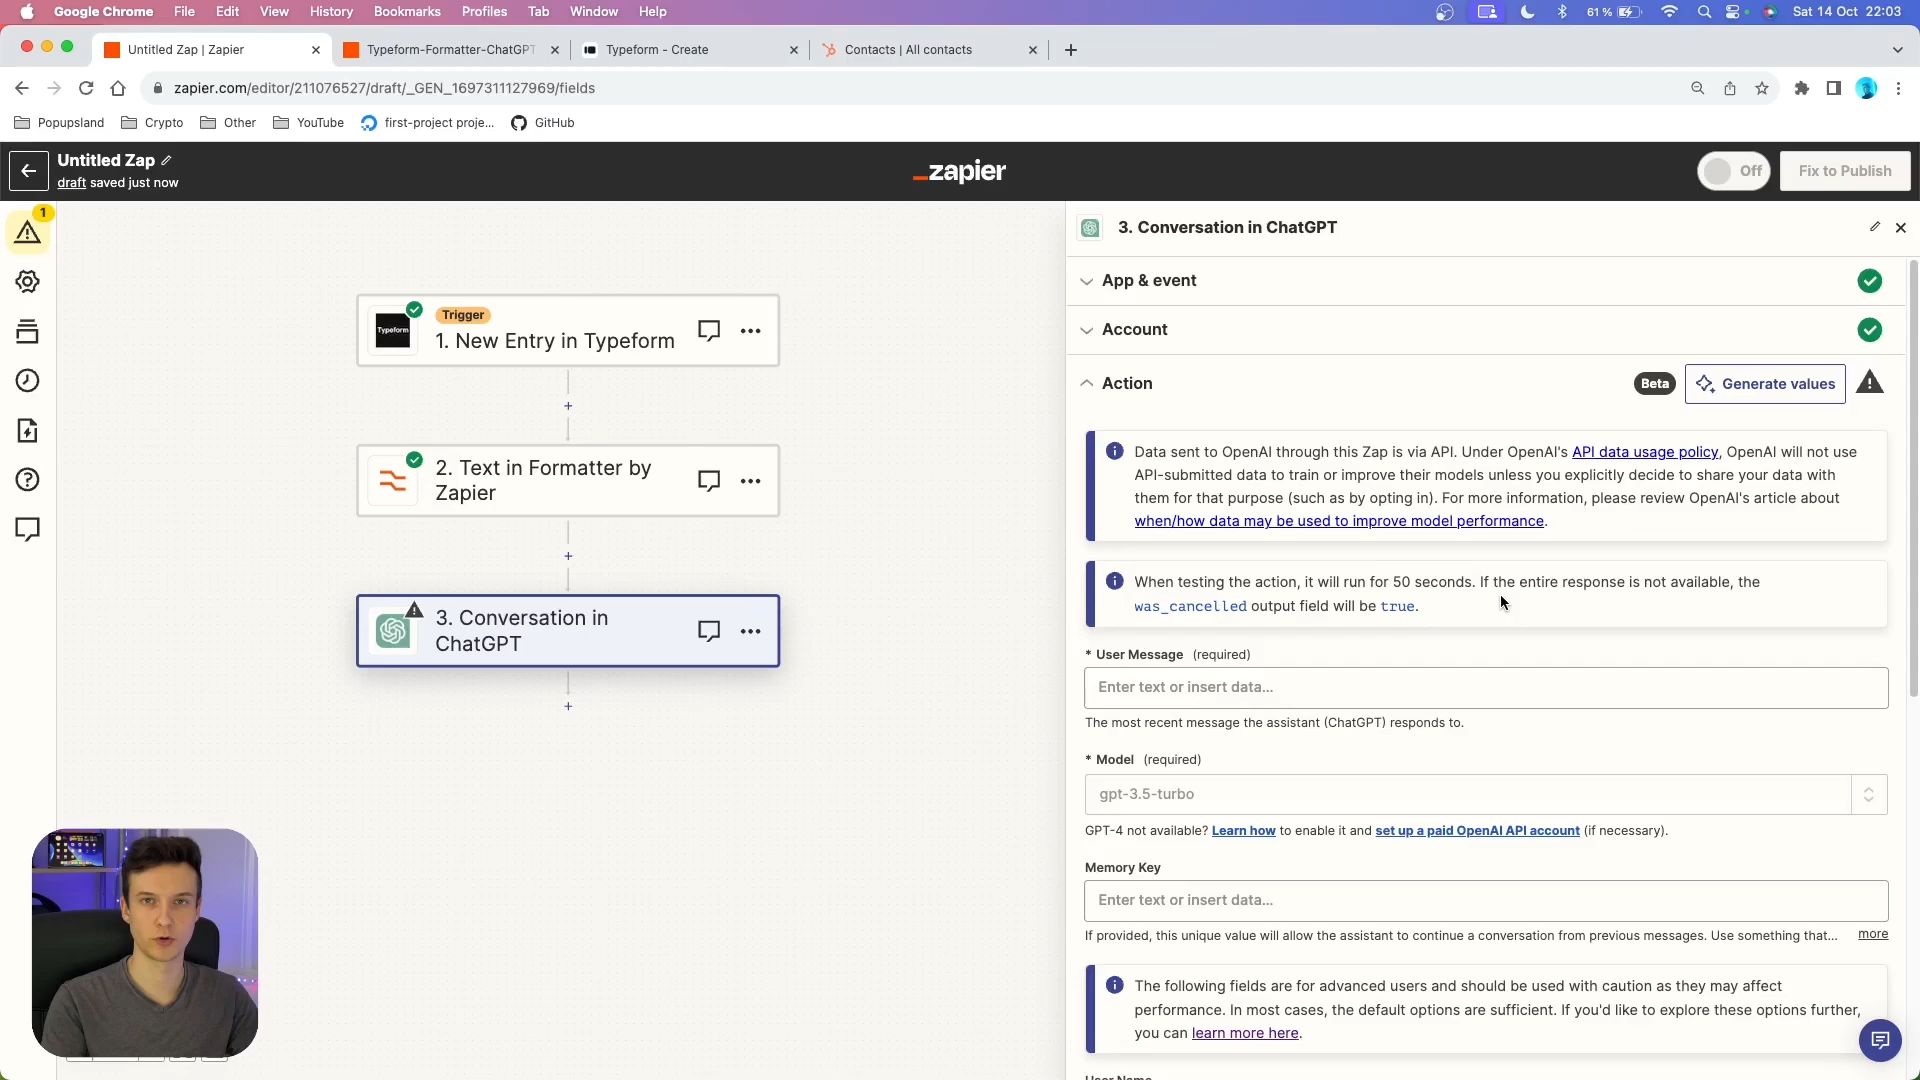 Google Chrome File Edit View History Bookmarks Profiles Tab Window Help 61 % Sat 14 Oct 22:03
Untitled Zap | Zapier Typeform-Formatter-ChatGPT Typeform - Create Contacts | All contacts
zapier.com/editor/211076527/draft/_GEN_1697311127969/fields
Popupsland Crypto Other YouTube first-project proje... GitHub
Untitled Zap
draft saved just now
_zapier
Off
Fix to Publish
1
Typeform
Trigger
1. New Entry in Typeform
+
2. Text in Formatter by
Zapier
+
3. Conversation in
ChatGPT
+
3. Conversation in ChatGPT
App & event
Account
Action
Beta
Generate values
Data sent to OpenAI through this Zap is via API. Under OpenAI's API data usage policy, OpenAI will not use
API-submitted data to train or improve their models unless you explicitly decide to share your data with
them for that purpose (such as by opting in). For more information, please review OpenAI's article about
when/how data may be used to improve model performance.
When testing the action, it will run for 50 seconds. If the entire response is not available, the
was_cancelled output field will be true.
* User Message (required)
Enter text or insert data...
The most recent message the assistant (ChatGPT) responds to.
* Model (required)
gpt-3.5-turbo
GPT-4 not available? Learn how to enable it and set up a paid OpenAI API account (if necessary).
Memory Key
Enter text or insert data...
If provided, this unique value will allow the assistant to continue a conversation from previous messages. Use something that... more
The following fields are for advanced users and should be used with caution as they may affect
performance. In most cases, the default options are sufficient. If you'd like to explore these options further,
you can learn more here.
User Name